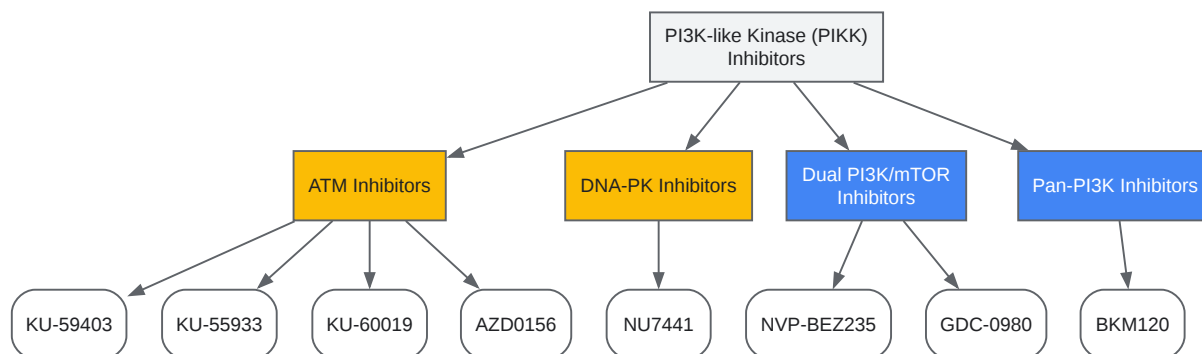 PI3K-like Kinase (PIKK)
Inhibitors
ATM Inhibitors
DNA-PK Inhibitors
Dual PI3K/mTOR
Inhibitors
Pan-PI3K Inhibitors
KU-59403
KU-55933
KU-60019
AZD0156
NU7441
NVP-BEZ235
GDC-0980
BKM120